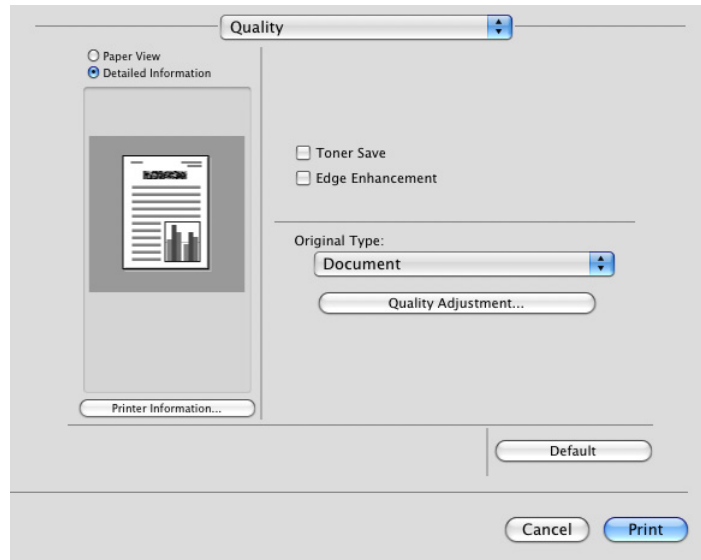 Quality
Paper View
Detailed Information
Toner Save
Edge Enhancement
Original Type:
Document
Quality Adjustment...
Printer Information...
Default
Cancel
Print